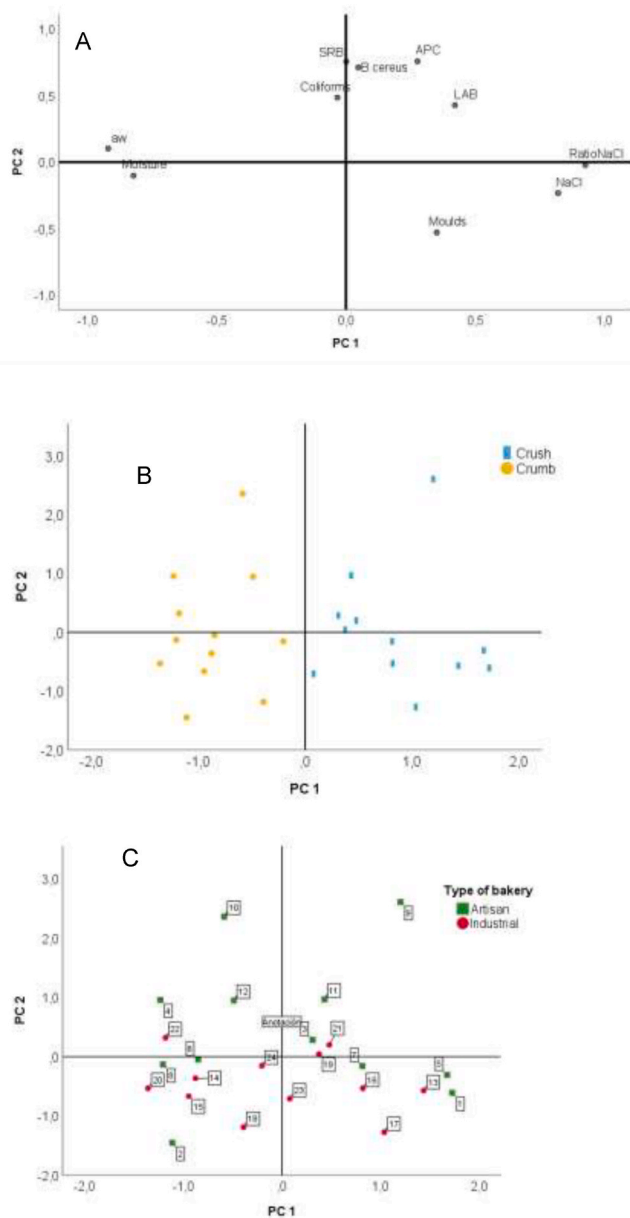 A
1,0
SRB
APC
B cereus
Coliforms
0,5
LAB
aw
PC 2
0,0
RatioNaCl
Moisture
NaCl
Moulds
-0,5
-1,0
-1,0
-0,5
0,0
0,5
1,0
PC 1
B
3,0
Crush
Crumb
2,0
1,0
PC 2
,0
-1,0
-2,0
-2,0
-1,0
,0
1,0
2,0
PC 1
C
3,0
Type of bakery
Artisan
Industrial
10
9
2,0
1,0
12
11
4
22
3
21
PC 2
,0
24
7
19
5
20
14
15
23
13
1
-1,0
17
2
-2,0
-2,0
-1,0
,0
1,0
2,0
PC 1